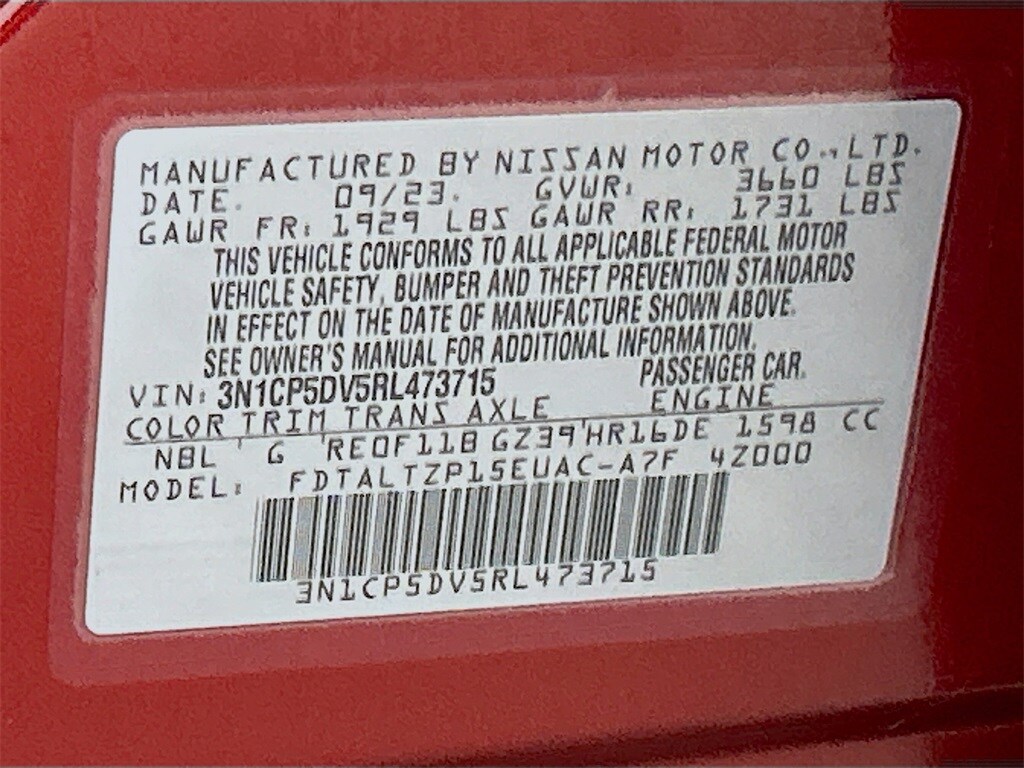 MANUFACTURED BY NISSAN MOTOR CO., LTD.
DATE: 09/23. GVWR: 3660 LBS
GAWR FR: 1929 LBS GAWR RR: 1731 LBS
THIS VEHICLE CONFORMS TO ALL APPLICABLE FEDERAL MOTOR
VEHICLE SAFETY, BUMPER AND THEFT PREVENTION STANDARDS
IN EFFECT ON THE DATE OF MANUFACTURE SHOWN ABOVE.
SEE OWNER'S MANUAL FOR ADDITIONAL INFORMATION.
VIN: 3N1CP5DV5RL473715 PASSENGER CAR.
COLOR TRIM TRANS AXLE ENGINE
NBL G RE0F11B GZ39 HR16DE 1598 CC
MODEL: FDTALTZP15EUAC-A7F 4Z000
3N1CP5DV5RL473715